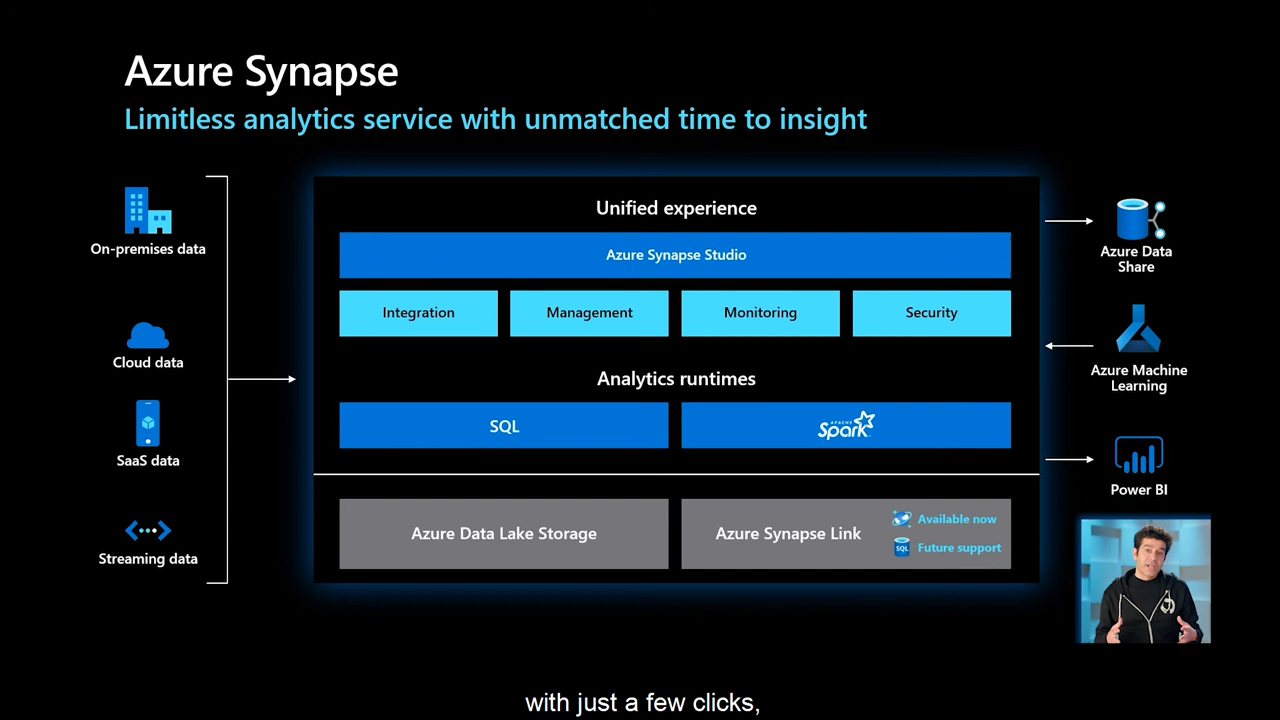 Azure Synapse
Limitless analytics service with unmatched time to insight
On-premises data
Cloud data
SaaS data
Streaming data
Unified experience
Azure Synapse Studio
Integration
Management
Monitoring
Security
Analytics runtimes
SQL
APACHE
Spark
Azure Data Lake Storage
Azure Synapse Link
Available now
SQL
Future support
Azure Data
Share
Azure Machine
Learning
Power BI
with just a few clicks,